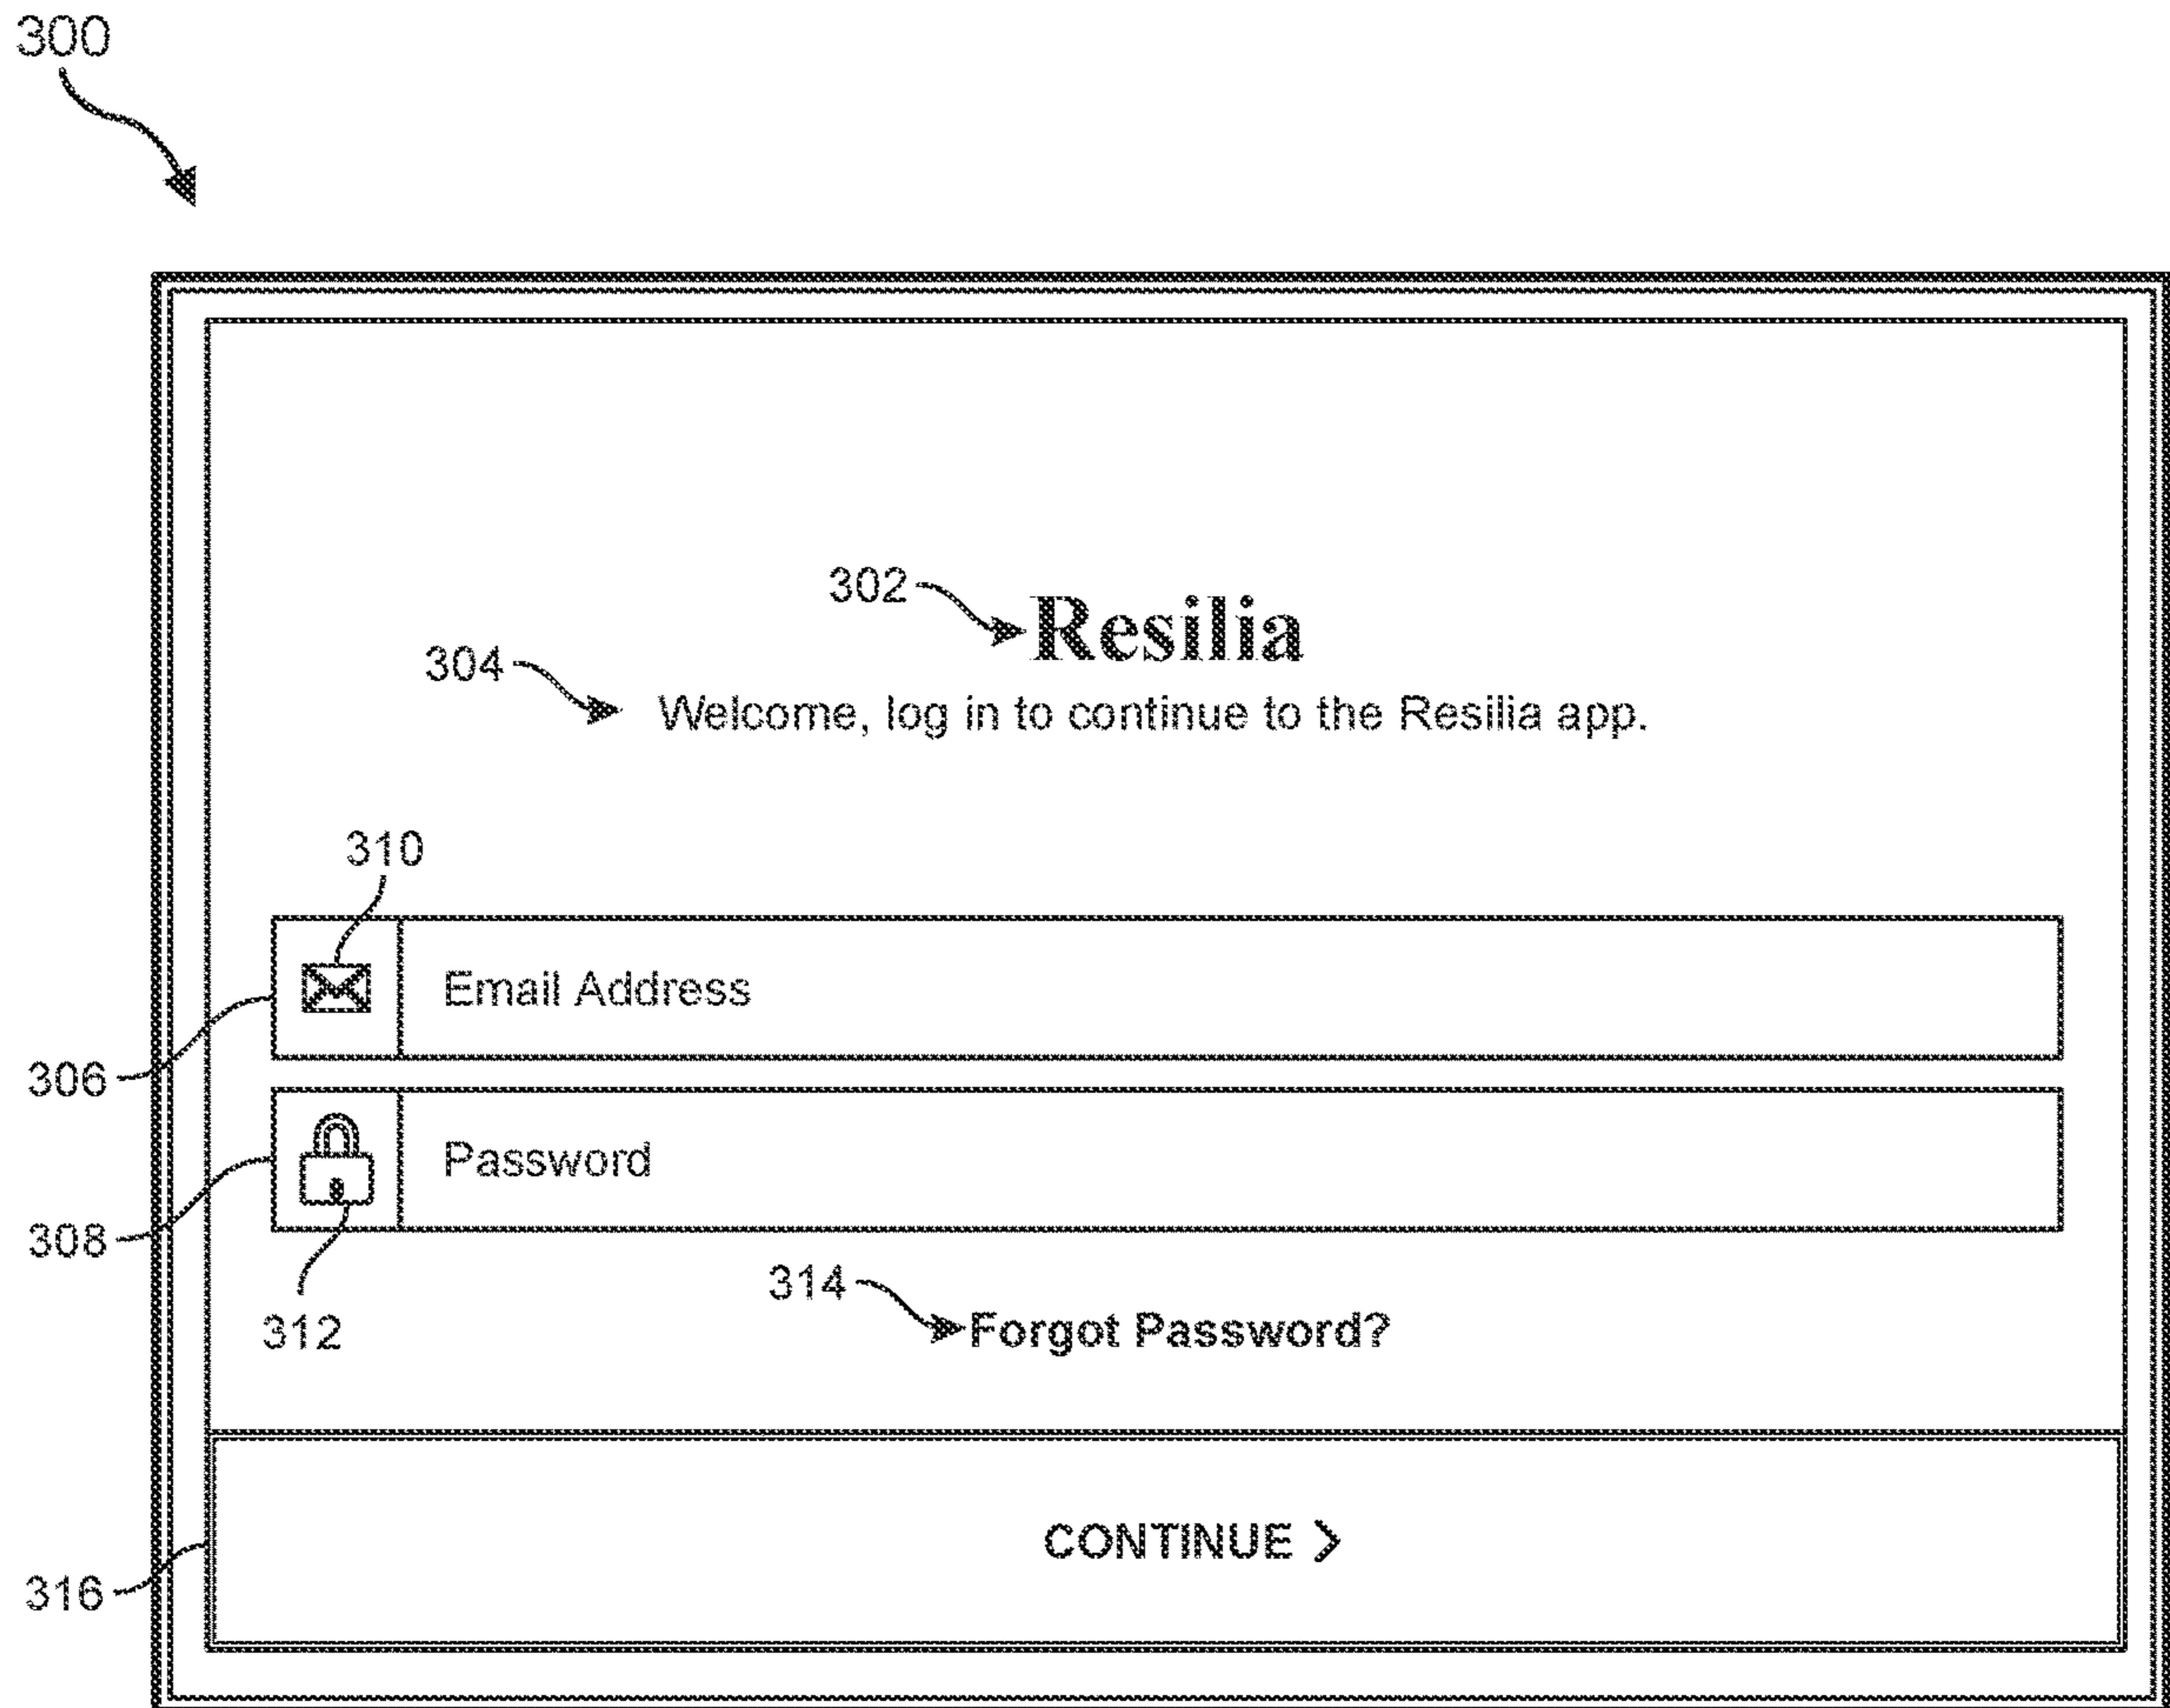 300
302
Resilia
304
Welcome, log in to continue to the Resilia app.
310
Email Address
306
Password
308
314
312
Forgot Password?
CONTINUE >
316